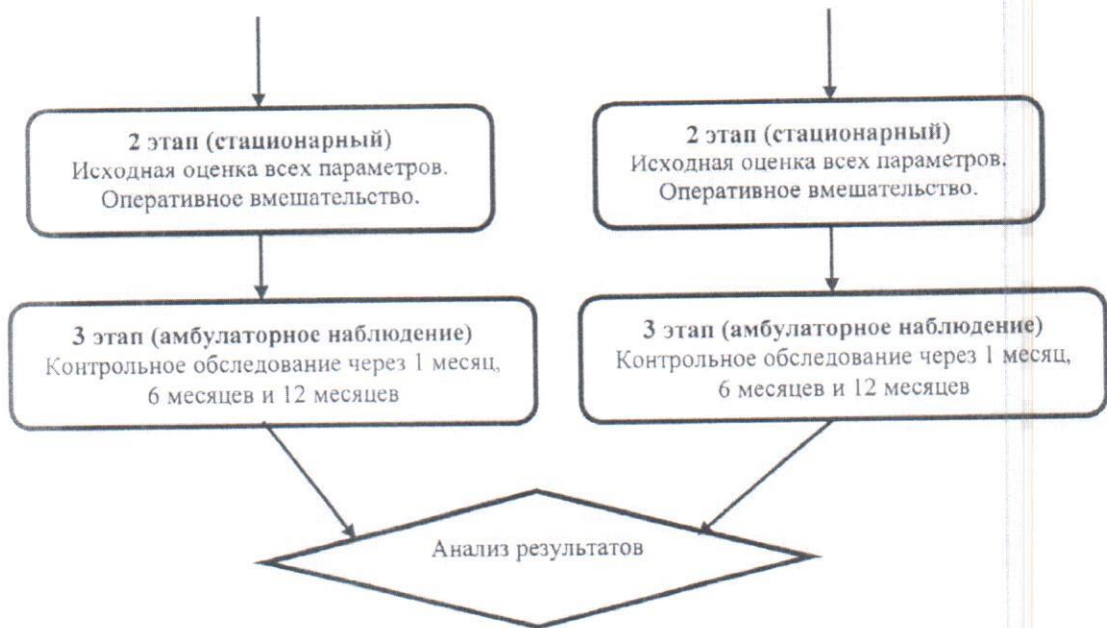 2 этап (стационарный)
Исходная оценка всех параметров.
Оперативное вмешательство.
2 этап (стационарный)
Исходная оценка всех параметров.
Оперативное вмешательство.
3 этап (амбулаторное наблюдение)
Контрольное обследование через 1 месяц,
6 месяцев и 12 месяцев
3 этап (амбулаторное наблюдение)
Контрольное обследование через 1 месяц,
6 месяцев и 12 месяцев
Анализ результатов